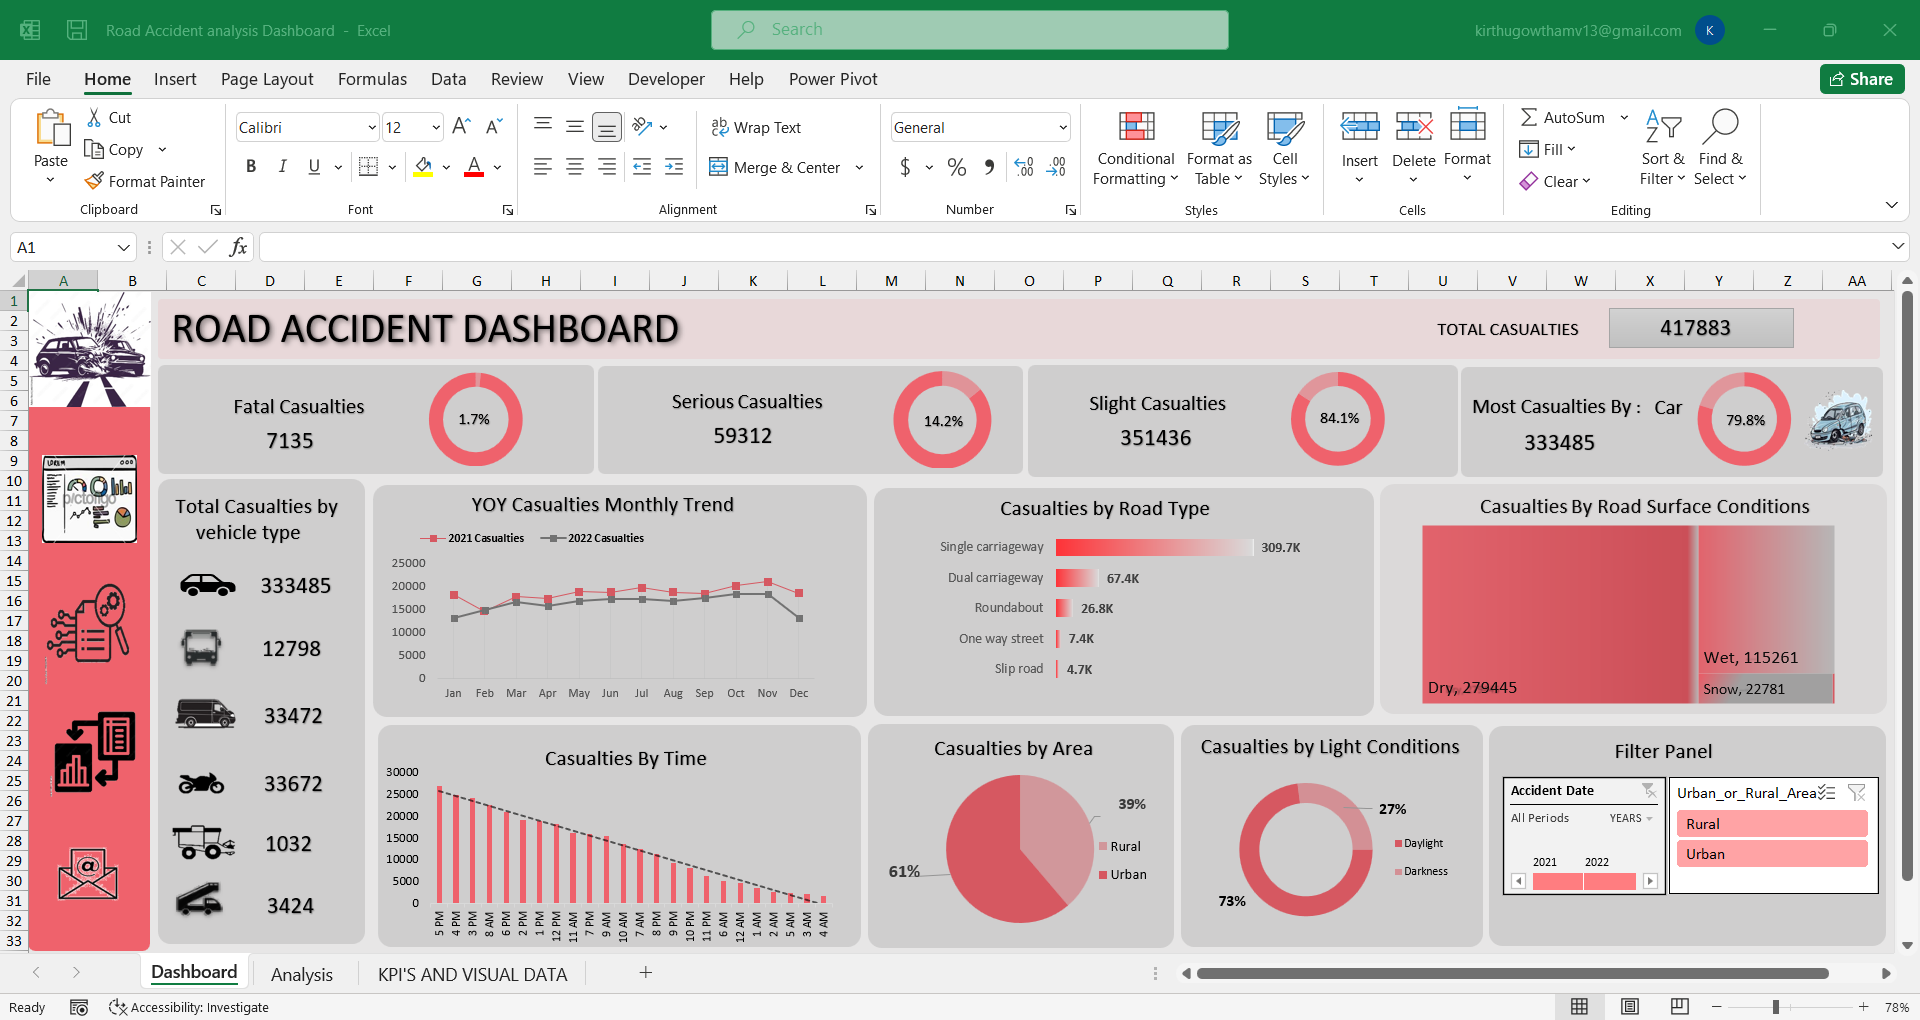 Road Accident analysis Dashboard - Excel
Search
kirthugowthamv13@gmail.com
K
File Home Insert Page Layout Formulas Data Review View Developer Help Power Pivot
Share
Paste
Cut
Copy
Format Painter
Clipboard
Calibri
12
B I U
Font
Wrap Text
Merge & Center
Alignment
General
$ % 9
Number
Conditional Formatting
Format as Table
Cell Styles
Styles
Insert
Delete
Format
Cells
AutoSum
Fill
Clear
Sort & Filter
Find & Select
Editing
A1
fx
A B C D E F G H I J K L M N O P Q R S T U V W X Y Z AA
1
2
3
4
5
6
7
8
9
10
11
12
13
14
15
16
17
18
19
20
21
22
23
24
25
26
27
28
29
30
31
32
33
ROAD ACCIDENT DASHBOARD
TOTAL CASUALTIES
417883
Fatal Casualties
7135
1.7%
Serious Casualties
59312
14.2%
Slight Casualties
351436
84.1%
Most Casualties By : Car
333485
79.8%
Total Casualties by
vehicle type
333485
12798
33472
33672
1032
3424
YOY Casualties Monthly Trend
2021 Casualties 2022 Casualties
25000
20000
15000
10000
5000
0
Jan Feb Mar Apr May Jun Jul Aug Sep Oct Nov Dec
Casualties by Road Type
Single carriageway 309.7K
Dual carriageway 67.4K
Roundabout 26.8K
One way street 7.4K
Slip road 4.7K
Casualties By Road Surface Conditions
Dry, 279445
Wet, 115261
Snow, 22781
Casualties By Time
30000
25000
20000
15000
10000
5000
0
5 PM 4 PM 3 PM 8 AM 6 PM 2 PM 1 PM 12 PM 11 AM 7 PM 9 AM 10 AM 7 AM 8 PM 9 PM 10 PM 11 PM 6 AM 12 AM 1 AM 2 AM 5 AM 3 AM 4 AM
Casualties by Area
39%
61%
Rural
Urban
Casualties by Light Conditions
27%
73%
Daylight
Darkness
Filter Panel
Accident Date
All Periods YEARS
2021 2022
Urban_or_Rural_Area
Rural
Urban
Dashboard Analysis KPI'S AND VISUAL DATA
Ready
Accessibility: Investigate
78%